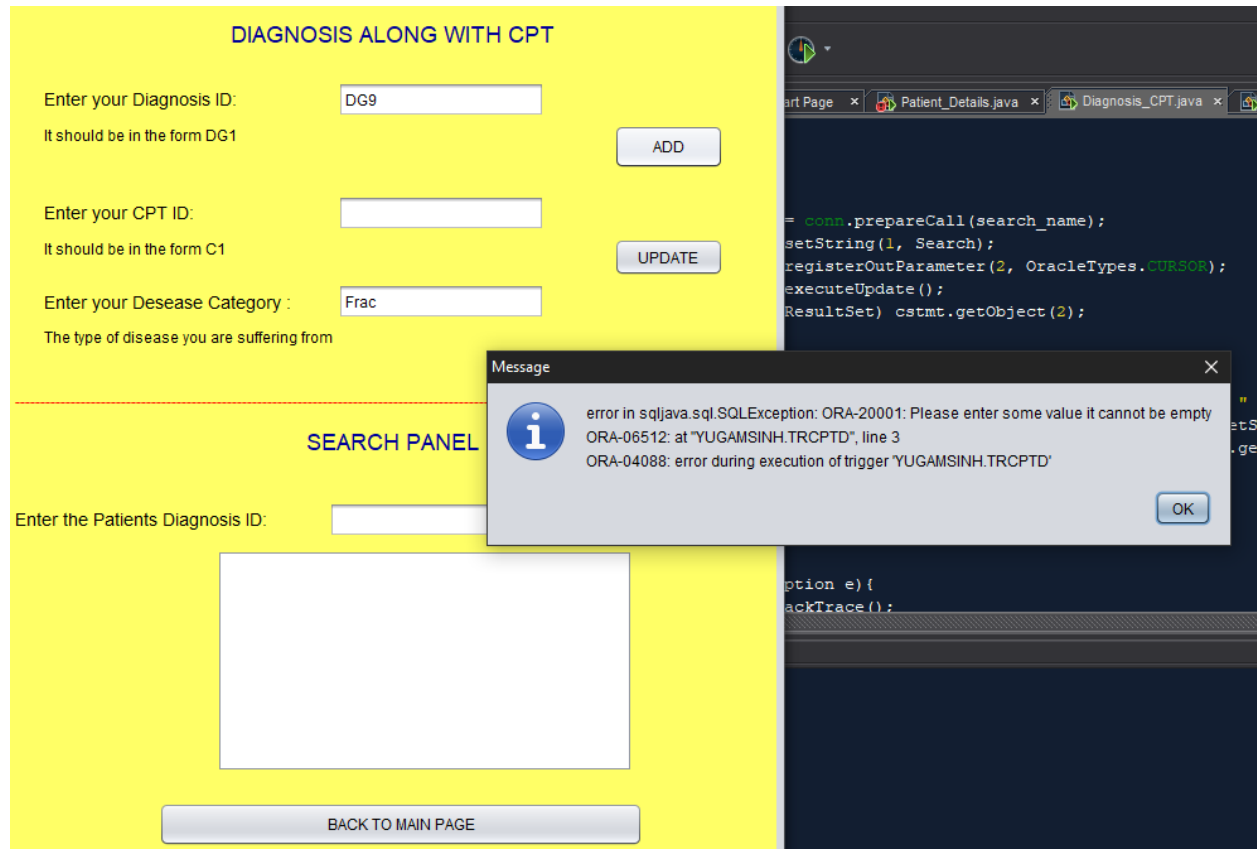 DIAGNOSIS ALONG WITH CPT
Enter your Diagnosis ID:
DG9
It should be in the form DG1
ADD
Enter your CPT ID:
It should be in the form C1
UPDATE
Enter your Desease Category :
Frac
The type of disease you are suffering from
SEARCH PANEL
Enter the Patients Diagnosis ID:
BACK TO MAIN PAGE
art Page × Patient_Details.java × Diagnosis_CPT.java ×
= conn.prepareCall(search_name);
setString(1, Search);
registerOutParameter(2, OracleTypes.CURSOR);
executeUpdate();
ResultSet) cstmt.getObject(2);
"
etS
.ge
Message
error in sqljava.sql.SQLException: ORA-20001: Please enter some value it cannot be empty
ORA-06512: at "YUGAMSINH.TRCPTD", line 3
ORA-04088: error during execution of trigger 'YUGAMSINH.TRCPTD'
OK
ption e){
ackTrace();